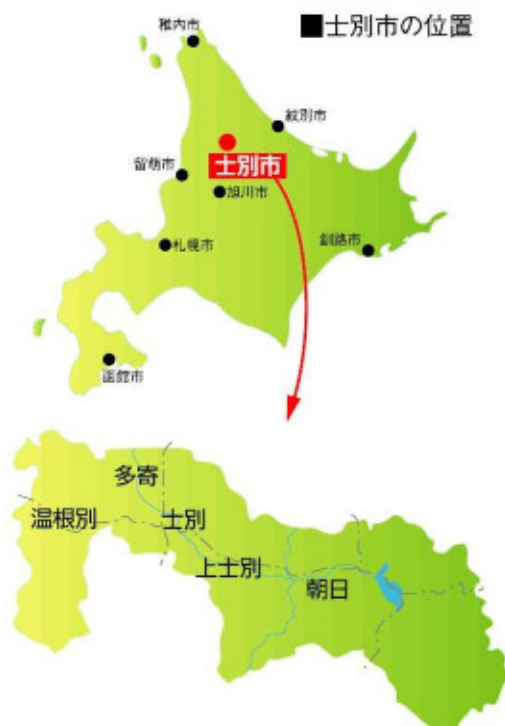 ■士別市の位置
稚内市
紋別市
留萌市
士別市
旭川市
札幌市
釧路市
函館市
多寄
温根別
士別
上士別
朝日